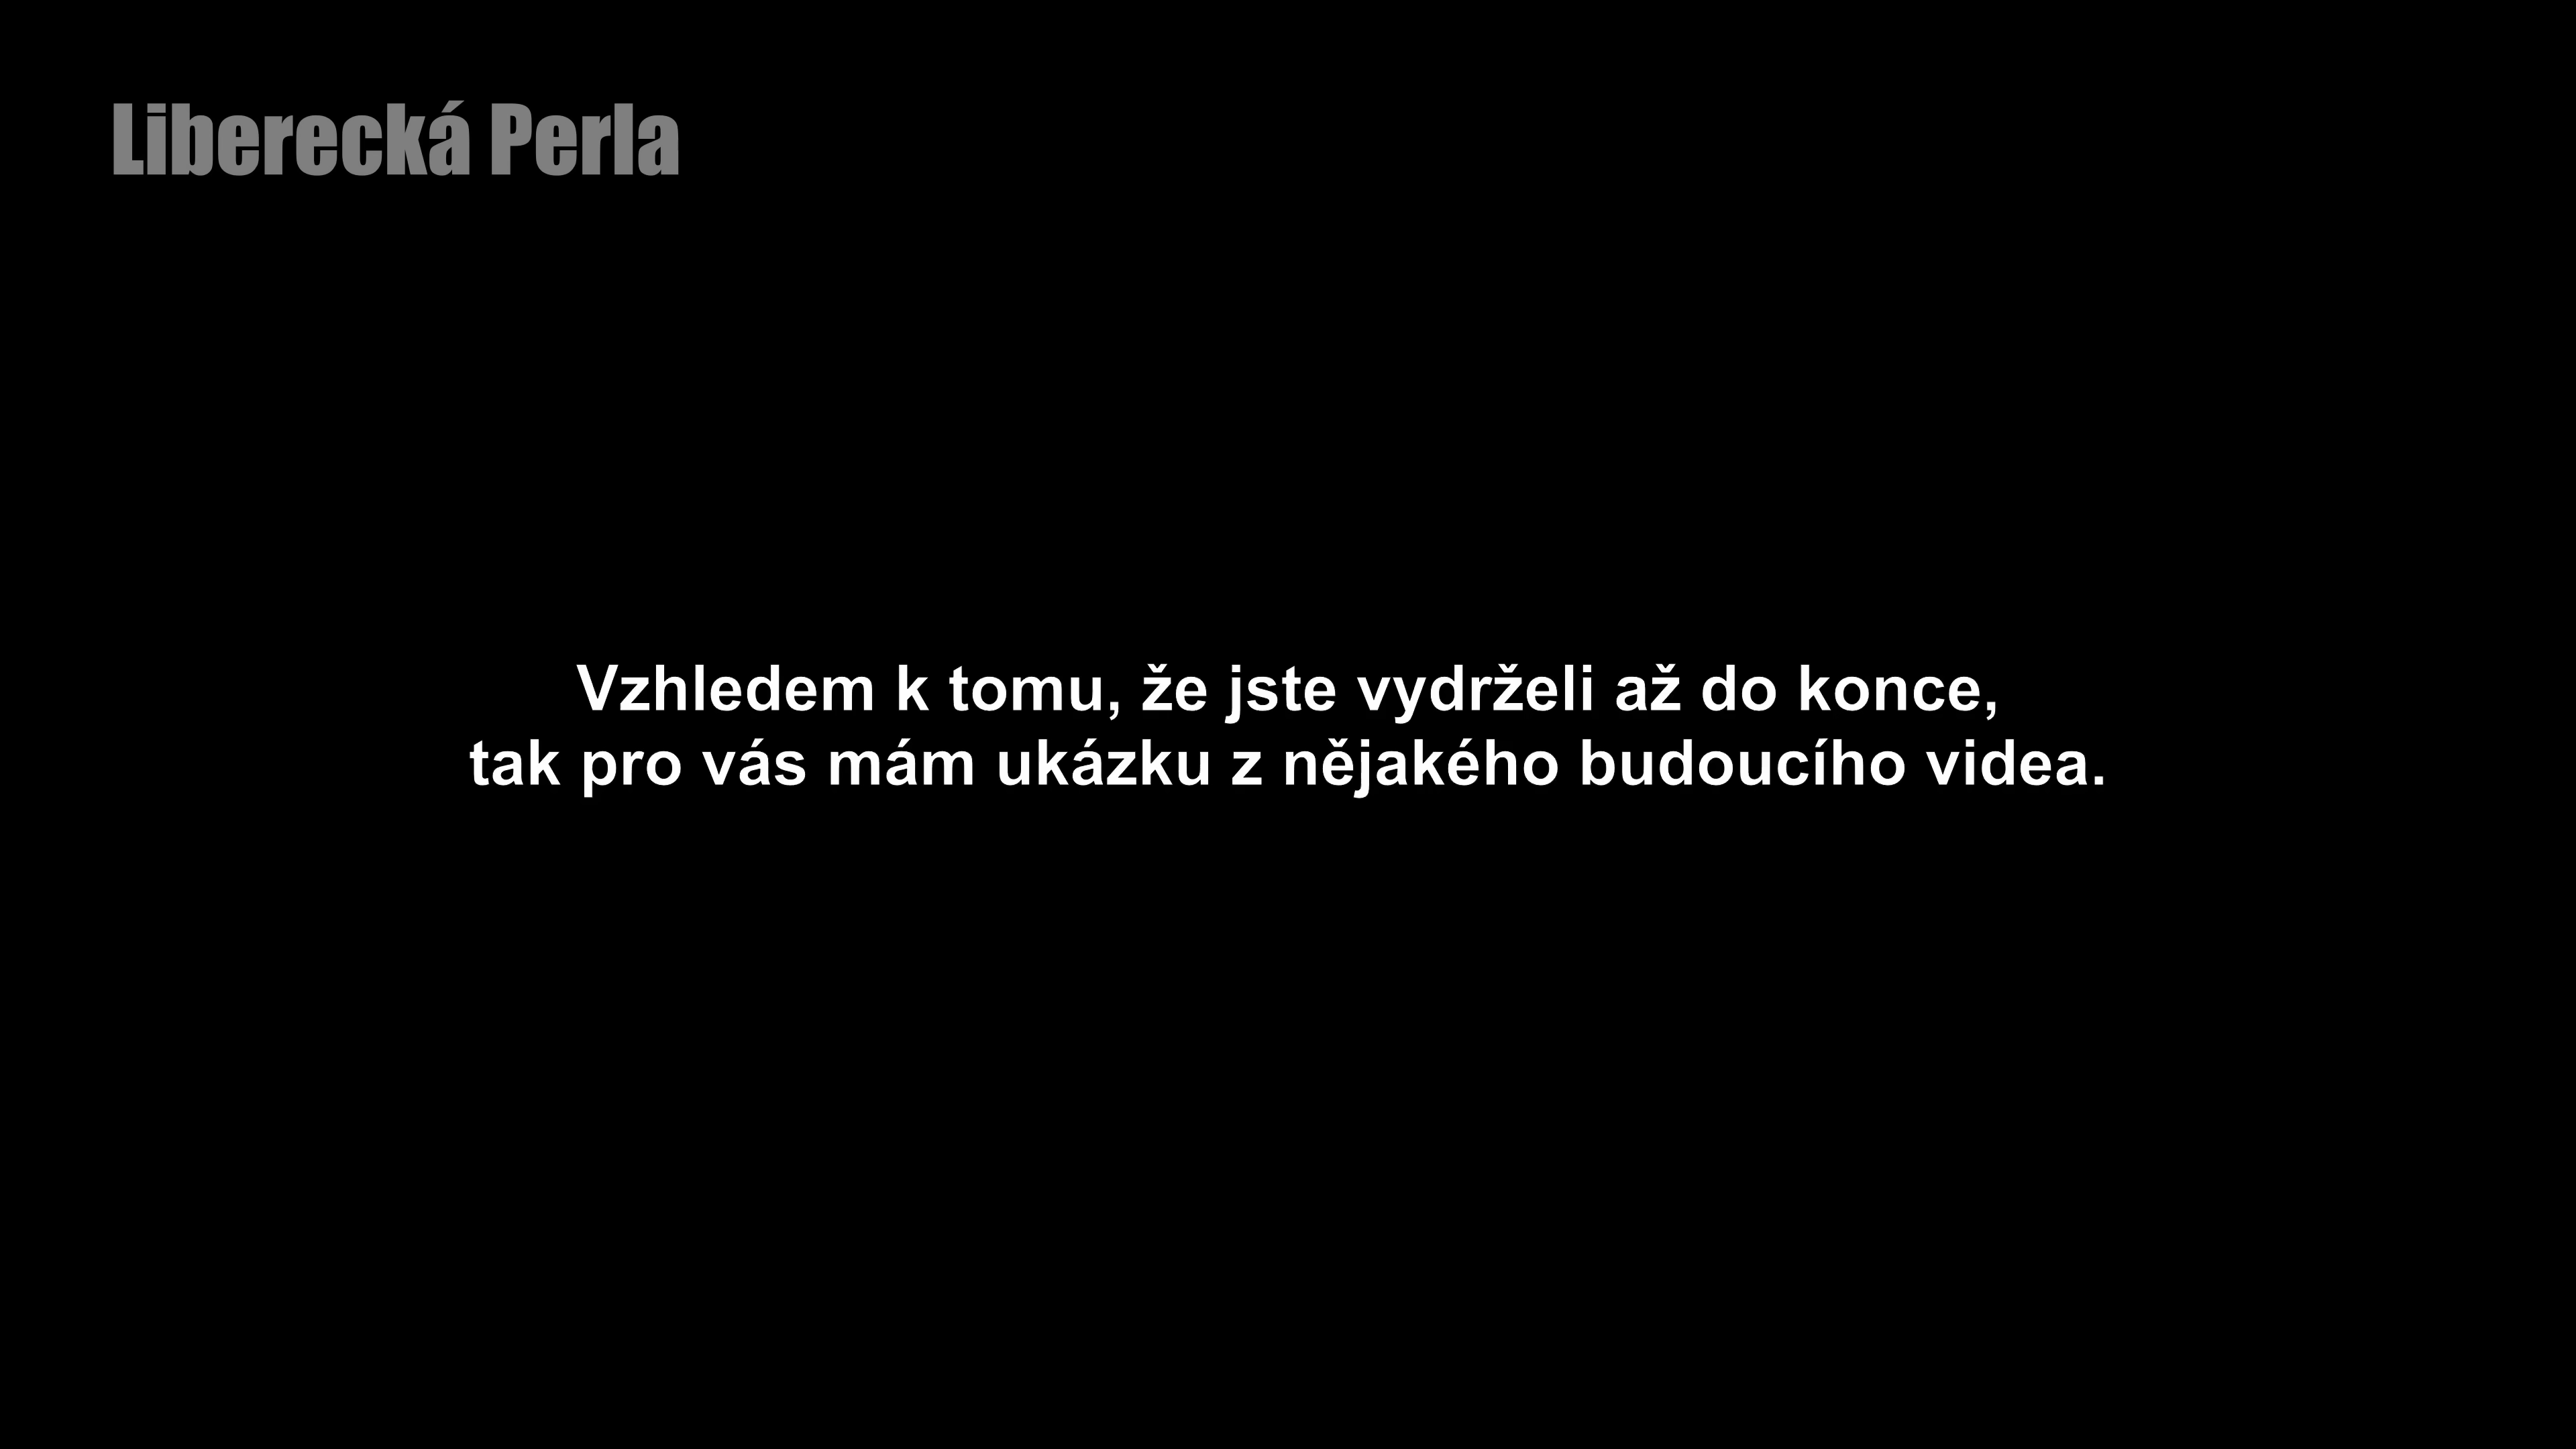 Liberecká Perla
Vzhledem k tomu, že jste vydrželi až do konce,
tak pro vás mám ukázku z nějakého budoucího videa.